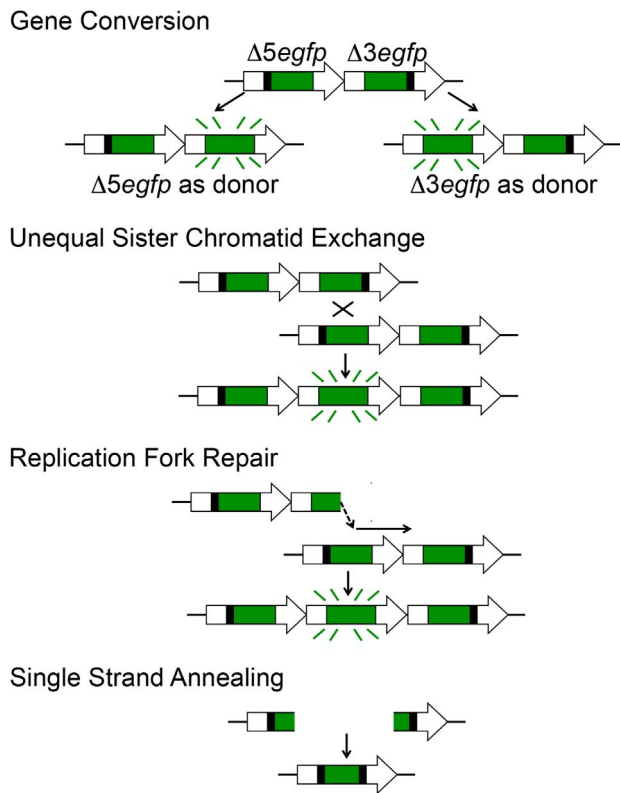 Gene Conversion
Δ5egfp Δ3egfp
Δ5egfp as donor Δ3egfp as donor
Unequal Sister Chromatid Exchange
Replication Fork Repair
Single Strand Annealing